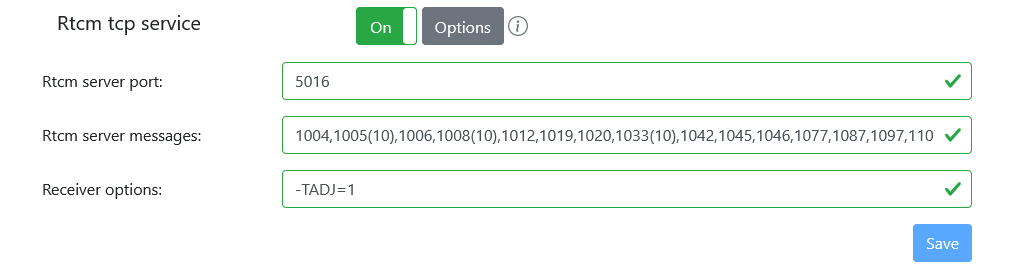 Rtcm tcp service On Options
Rtcm server port: 5016
Rtcm server messages: 1004,1005(10),1006,1008(10),1012,1019,1020,1033(10),1042,1045,1046,1077,1087,1097,110
Receiver options: -TADJ=1
Save